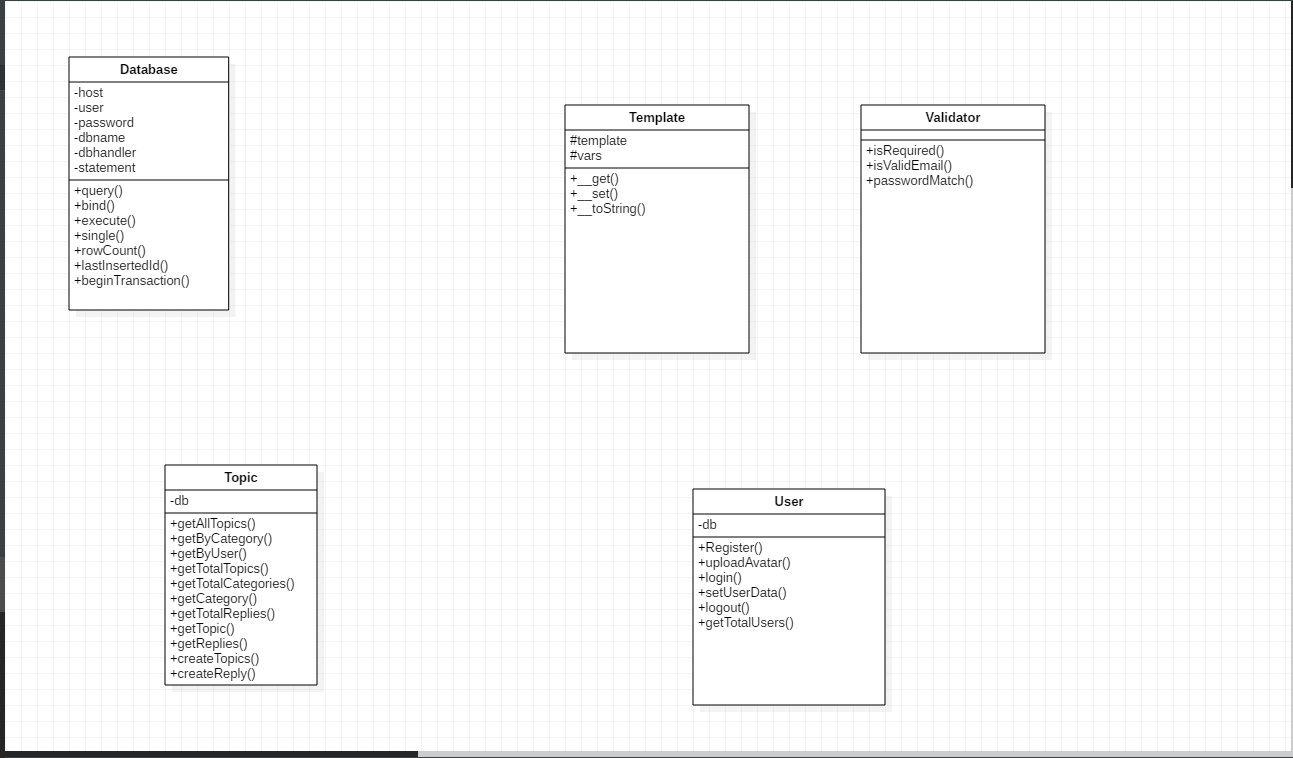 Database
-host
-user
-password
-dbname
-dbhandler
-statement
+query()
+bind()
+execute()
+single()
+rowCount()
+lastInsertedId()
+beginTransaction()
Template
#template
#vars
+__get()
+__set()
+__toString()
Validator
+isRequired()
+isValidEmail()
+passwordMatch()
Topic
-db
+getAllTopics()
+getByCategory()
+getByUser()
+getTotalTopics()
+getTotalCategories()
+getCategory()
+getTotalReplies()
+getTopic()
+getReplies()
+createTopics()
+createReply()
User
-db
+Register()
+uploadAvatar()
+login()
+setUserData()
+logout()
+getTotalUsers()